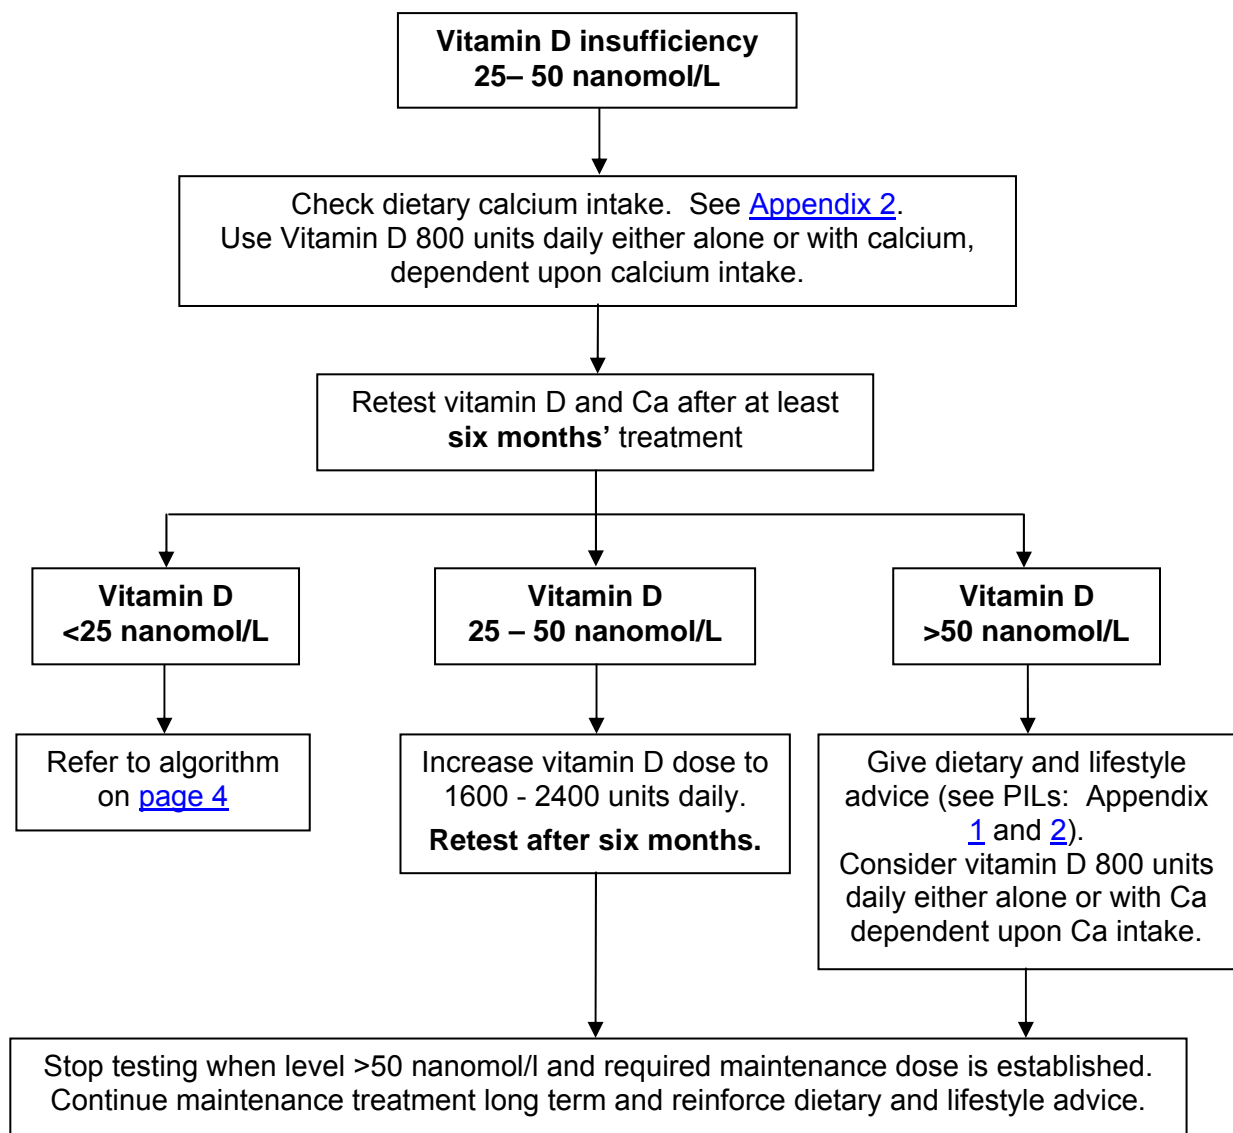 Vitamin D insufficiency
25– 50 nanomol/L
Check dietary calcium intake.  See Appendix 2.
Use Vitamin D 800 units daily either alone or with calcium,
dependent upon calcium intake.
Retest vitamin D and Ca after at least
six months’ treatment
Vitamin D
<25 nanomol/L
Vitamin D
25 – 50 nanomol/L
Vitamin D
>50 nanomol/L
Refer to algorithm
on page 4
Increase vitamin D dose to
1600 - 2400 units daily.
Retest after six months.
Give dietary and lifestyle
advice (see PILs:  Appendix
1 and 2).
Consider vitamin D 800 units
daily either alone or with Ca
dependent upon Ca intake.
Stop testing when level >50 nanomol/l and required maintenance dose is established.
Continue maintenance treatment long term and reinforce dietary and lifestyle advice.